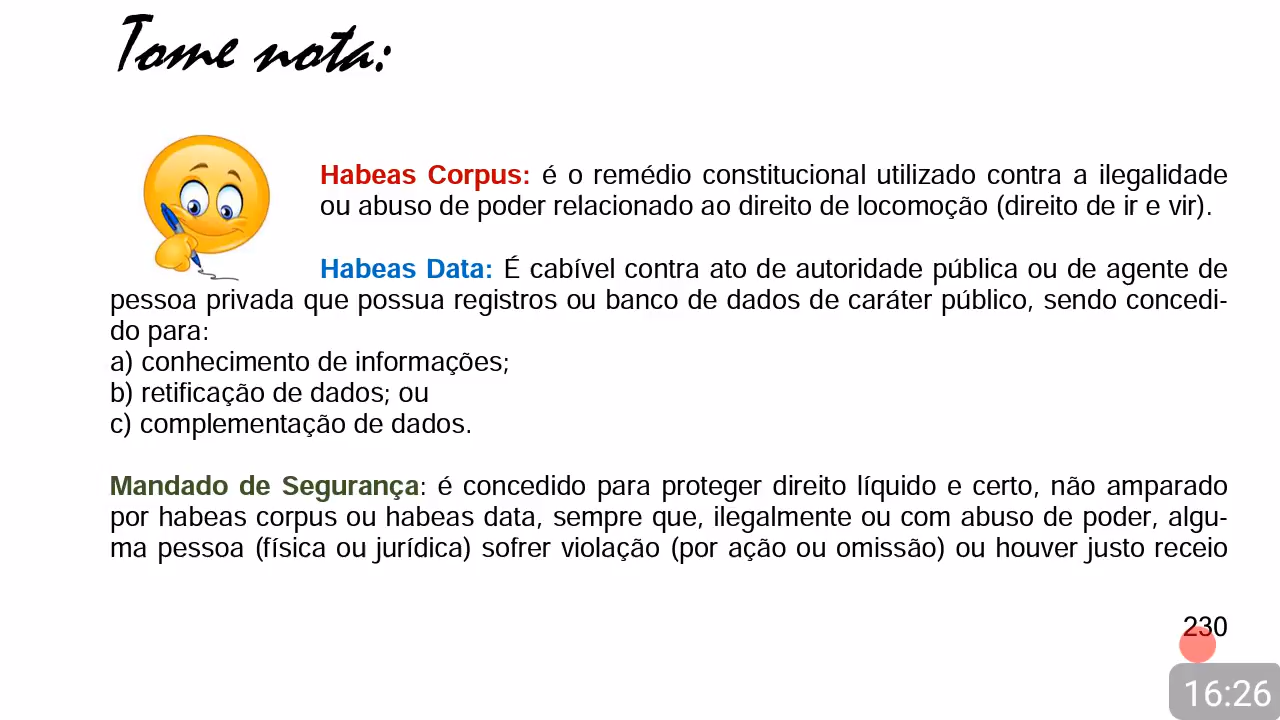 Tome nota:
Habeas Corpus: é o remédio constitucional utilizado contra a ilegalidade
ou abuso de poder relacionado ao direito de locomoção (direito de ir e vir).
Habeas Data: É cabível contra ato de autoridade pública ou de agente de
pessoa privada que possua registros ou banco de dados de caráter público, sendo concedi-
do para:
a) conhecimento de informações;
b) retificação de dados; ou
c) complementação de dados.
Mandado de Segurança: é concedido para proteger direito líquido e certo, não amparado
por habeas corpus ou habeas data, sempre que, ilegalmente ou com abuso de poder, algu-
ma pessoa (física ou jurídica) sofrer violação (por ação ou omissão) ou houver justo receio
230
16:26